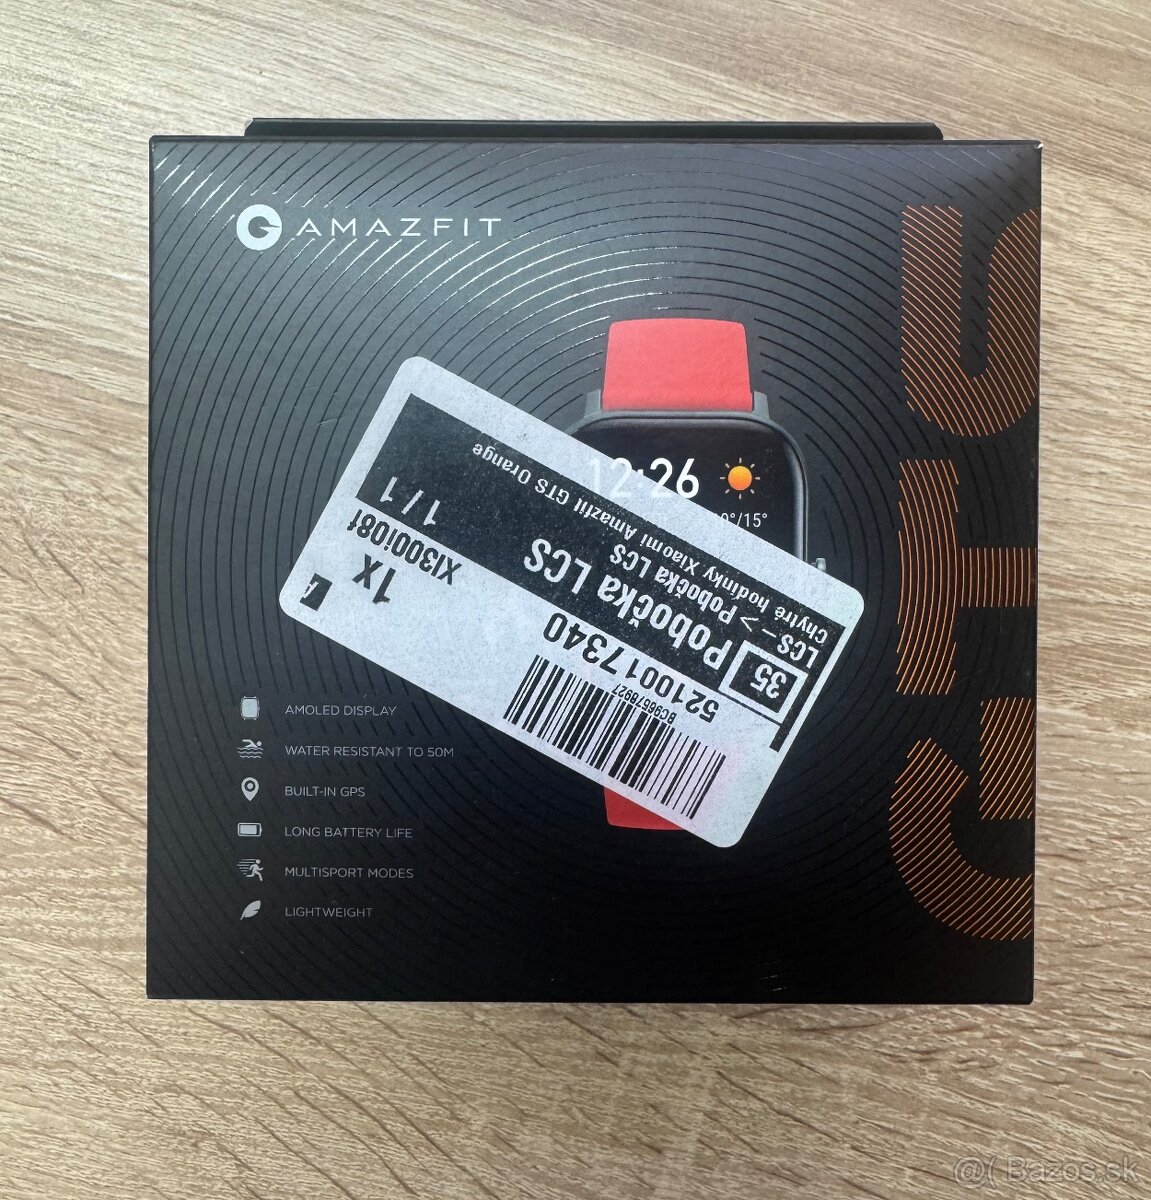 AMAZFIT
GTS
12:26
0°/15°
35
Pobočka LCS
LCS -> Pobočka LCS
Chytré hodinky Xiaomi Amazfit GTS Orange
5210017340
BC96678927
1X
XI300i08f
1/1
A
AMOLED DISPLAY
WATER RESISTANT TO 50M
BUILT-IN GPS
LONG BATTERY LIFE
MULTISPORT MODES
LIGHTWEIGHT
@( Bazos.sk